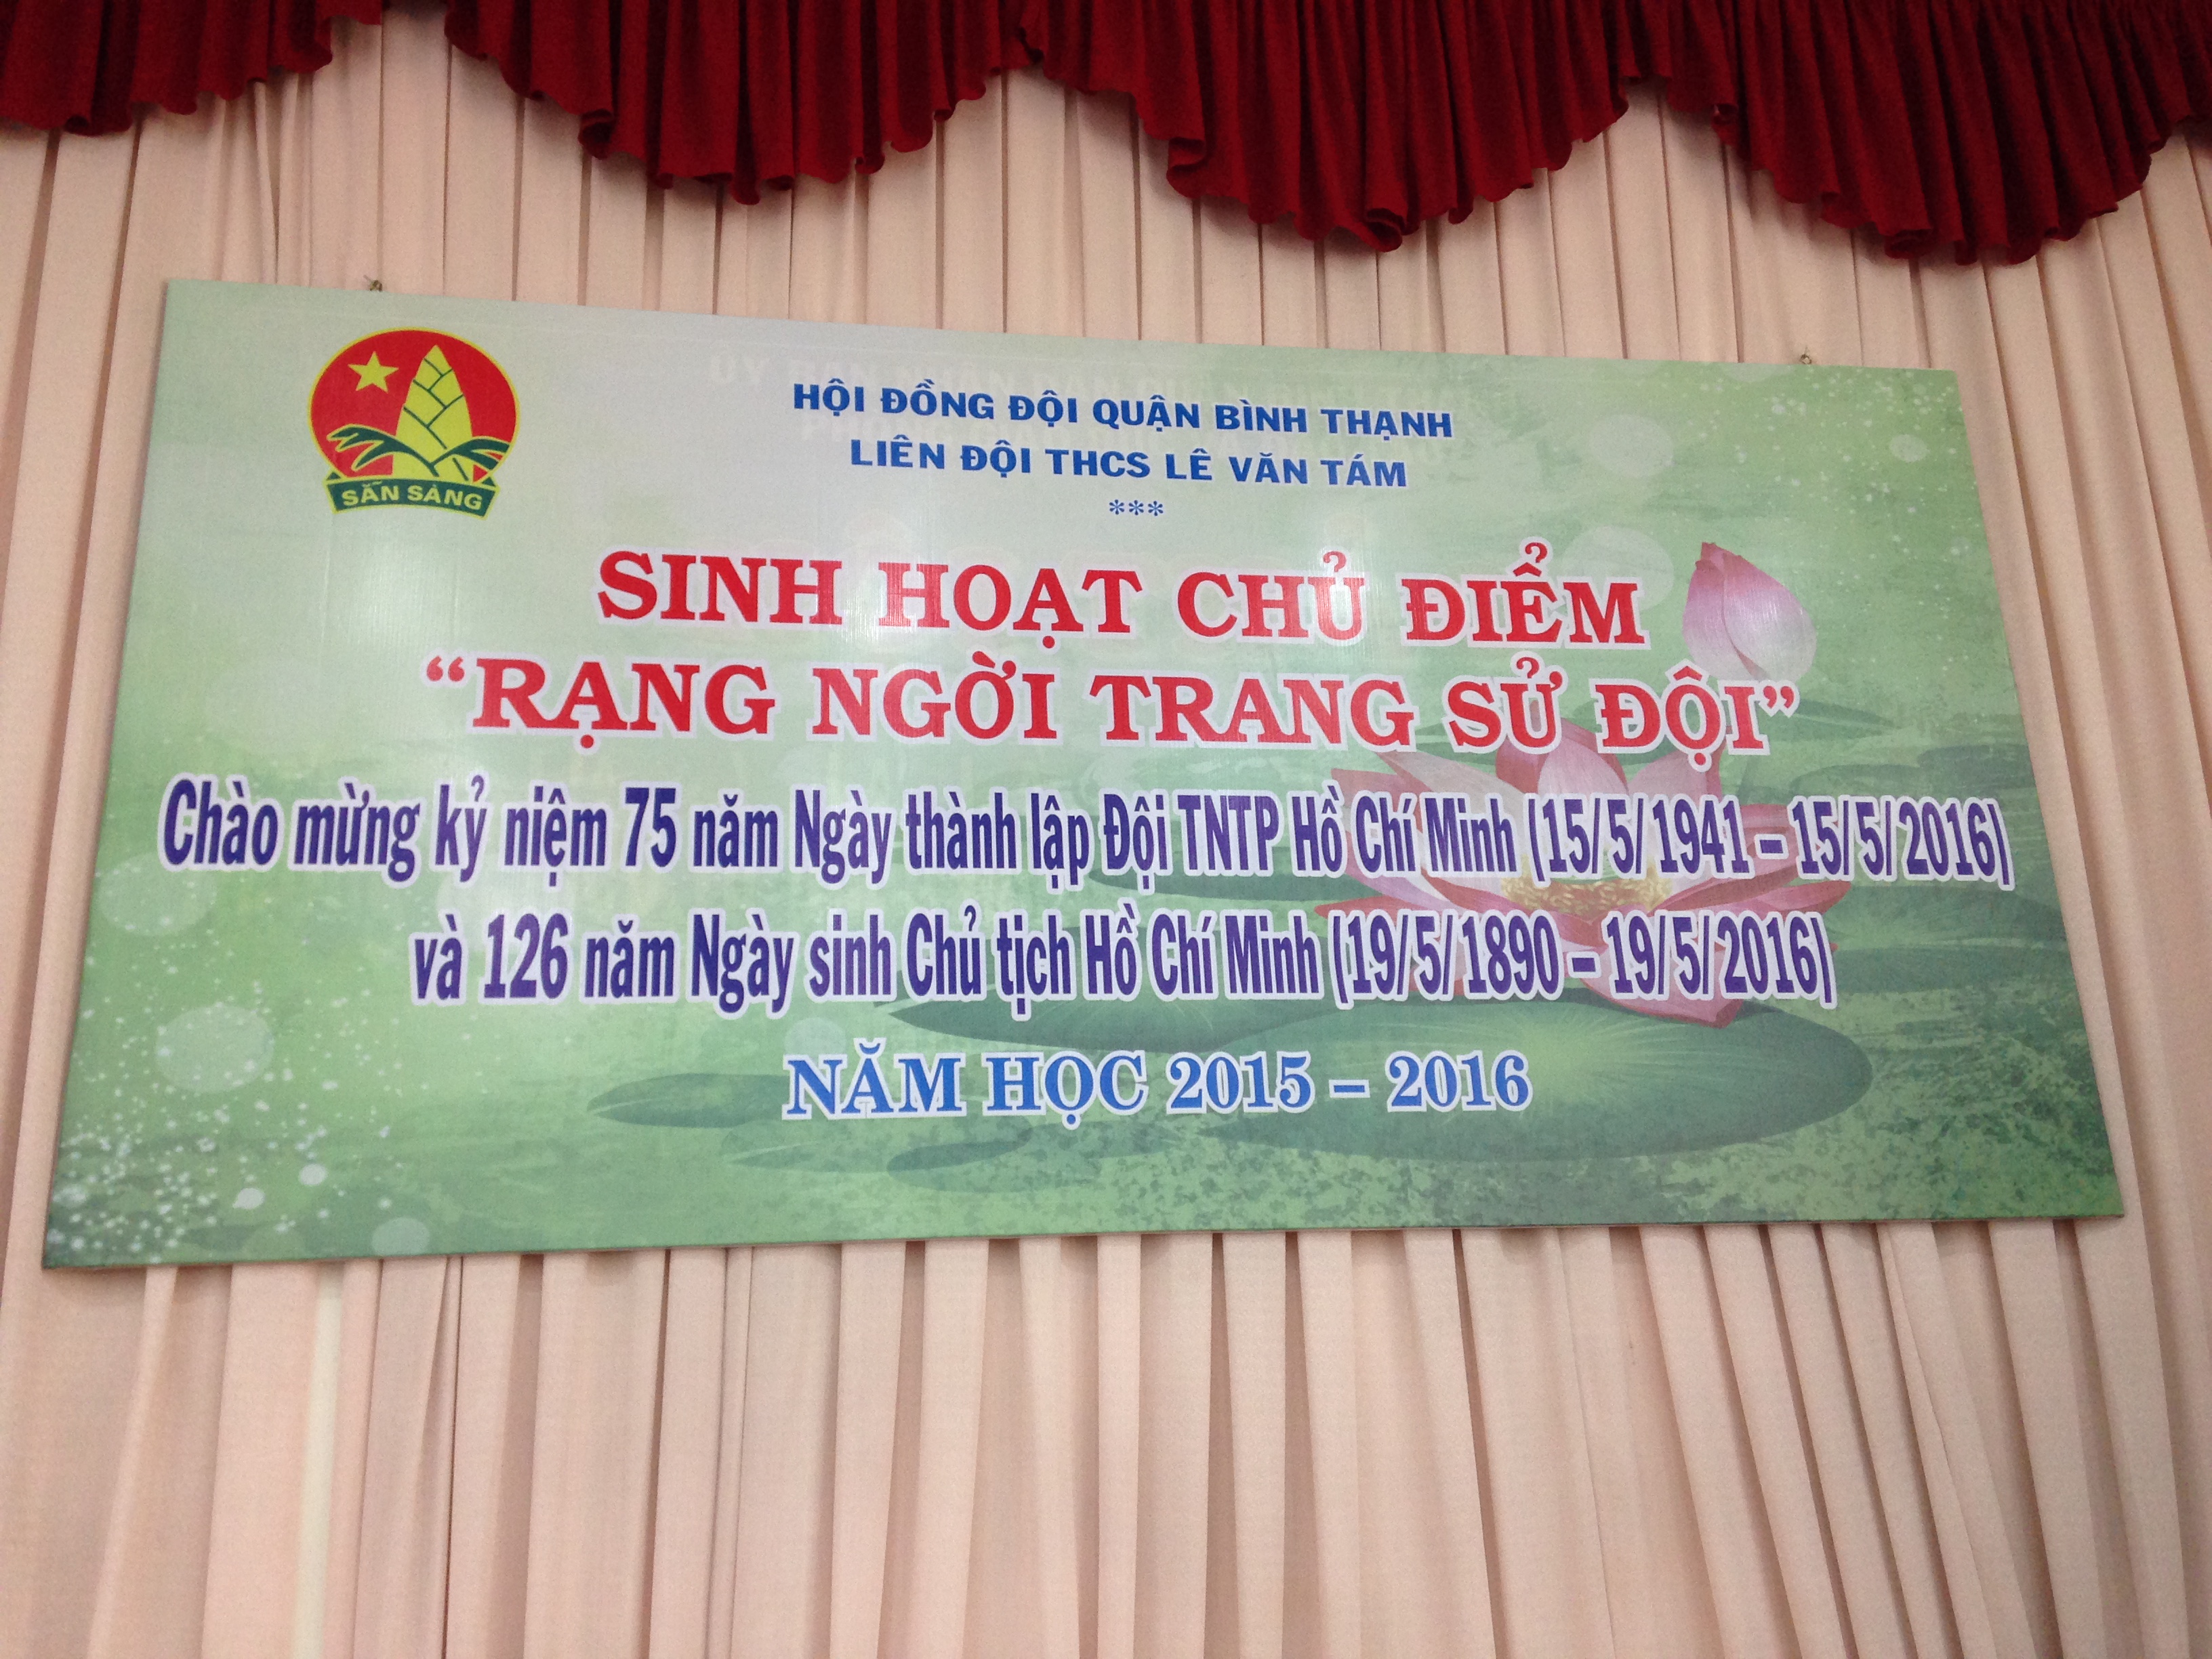 SẴN SÀNG
HỘI ĐỒNG ĐỘI QUẬN BÌNH THẠNH
LIÊN ĐỘI THCS LÊ VĂN TÁM
***
SINH HOẠT CHỦ ĐIỂM
“RẠNG NGỜI TRANG SỬ ĐỘI”
Chào mừng kỷ niệm 75 năm Ngày thành lập Đội TNTP Hồ Chí Minh (15/5/1941 – 15/5/2016)
và 126 năm Ngày sinh Chủ tịch Hồ Chí Minh (19/5/1890 – 19/5/2016)
NĂM HỌC 2015 – 2016